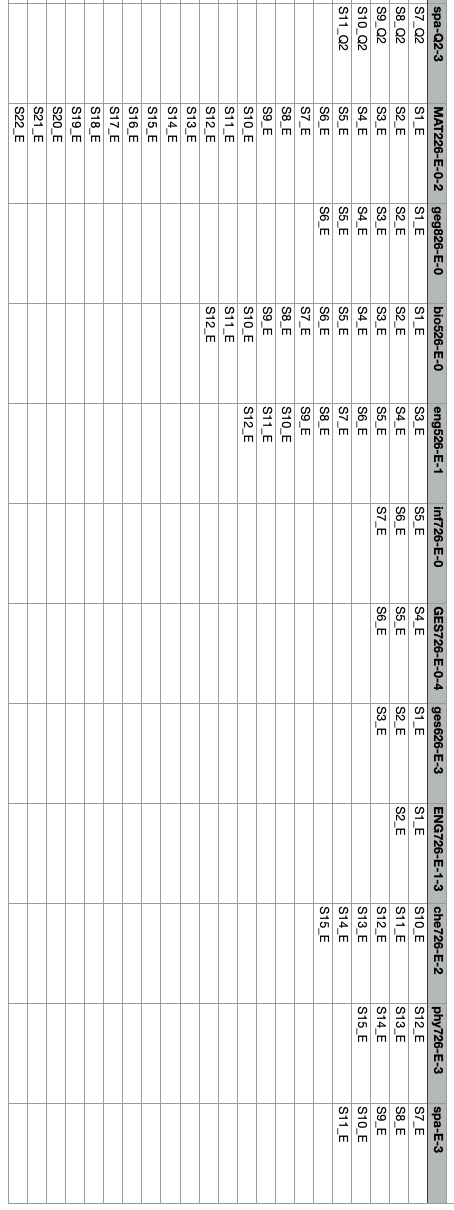 spa-Q2-3 MAT226-E-0-2 geg826-E-0 bio526-E-0 eng526-E-1 inf726-E-0 GES726-E-0-4 ges626-E-3 ENG726-E-1-3 che726-E-2 phy726-E-3 spa-E-3
S7_Q2 S1_E S1_E S1_E S3_E S5_E S4_E S1_E S1_E S10_E S12_E S7_E
S8_Q2 S2_E S2_E S2_E S4_E S6_E S5_E S2_E S2_E S11_E S13_E S8_E
S9_Q2 S3_E S3_E S3_E S5_E S7_E S6_E S3_E S12_E S14_E S9_E
S10_Q2 S4_E S4_E S4_E S6_E S13_E S15_E S10_E
S11_Q2 S5_E S5_E S5_E S7_E S14_E S11_E
S6_E S6_E S6_E S8_E S15_E
S7_E S7_E S9_E
S8_E S8_E S10_E
S9_E S9_E S11_E
S10_E S10_E S12_E
S11_E S11_E
S12_E S12_E
S13_E
S14_E
S15_E
S16_E
S17_E
S18_E
S19_E
S20_E
S21_E
S22_E